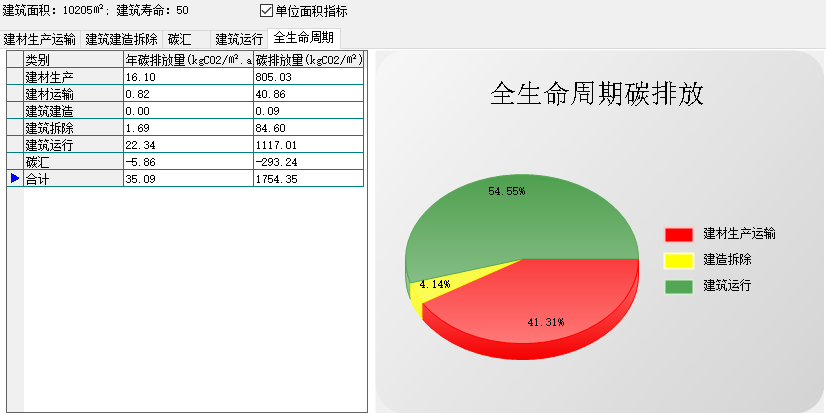 建筑面积: 10205㎡; 建筑寿命: 50 单位面积指标
建材生产运输 建筑建造拆除 碳汇 建筑运行 全生命周期
类别 年碳排放量(kgCO2/㎡.a 碳排放量(kgCO2/㎡)
建材生产 16.10 805.03
建材运输 0.82 40.86
建筑建造 0.00 0.09
建筑拆除 1.69 84.60
建筑运行 22.34 1117.01
碳汇 -5.86 -293.24
合计 35.09 1754.35
全生命周期碳排放
54.55%
4.14%
41.31%
建材生产运输
建造拆除
建筑运行